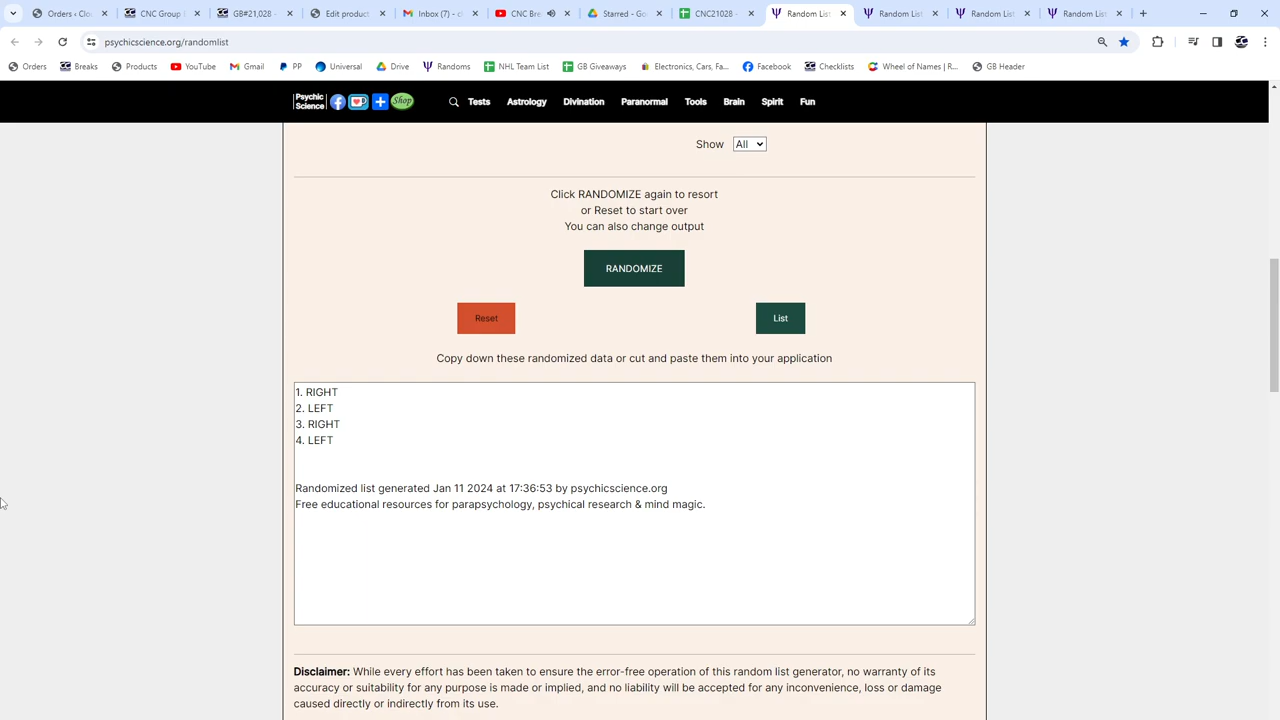 Orders ‹ Clou
CNC Group
GB#21,028 -
Edit product
Inbox (7) - c
CNC Bre
Starred - Go
CNC21028 -
Random List
Random List
Random List
Random List
psychicscience.org/randomlist
Orders
Breaks
Products
YouTube
Gmail
PP
Universal
Drive
Randoms
NHL Team List
GB Giveaways
Electronics, Cars, Fa...
Facebook
Checklists
Wheel of Names | R...
GB Header
Psychic
Science
Shop
Tests
Astrology
Divination
Paranormal
Tools
Brain
Spirit
Fun
Show All
Click RANDOMIZE again to resort
or Reset to start over
You can also change output
RANDOMIZE
Reset
List
Copy down these randomized data or cut and paste them into your application
1. RIGHT
2. LEFT
3. RIGHT
4. LEFT
Randomized list generated Jan 11 2024 at 17:36:53 by psychicscience.org
Free educational resources for parapsychology, psychical research & mind magic.
Disclaimer: While every effort has been taken to ensure the error-free operation of this random list generator, no warranty of its
accuracy or suitability for any purpose is made or implied, and no liability will be accepted for any inconvenience, loss or damage
caused directly or indirectly from its use.